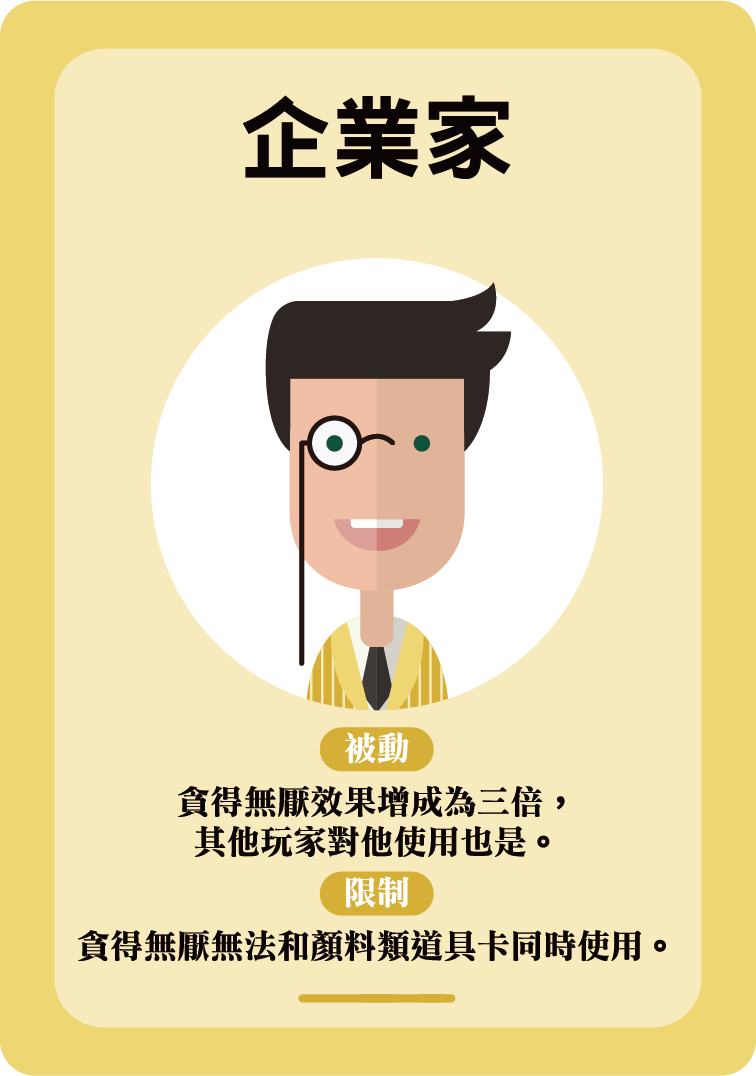 企業家
被動
貪得無厭效果增成為三倍，
其他玩家對他使用也是。
限制
貪得無厭無法和顏料類道具卡同時使用。